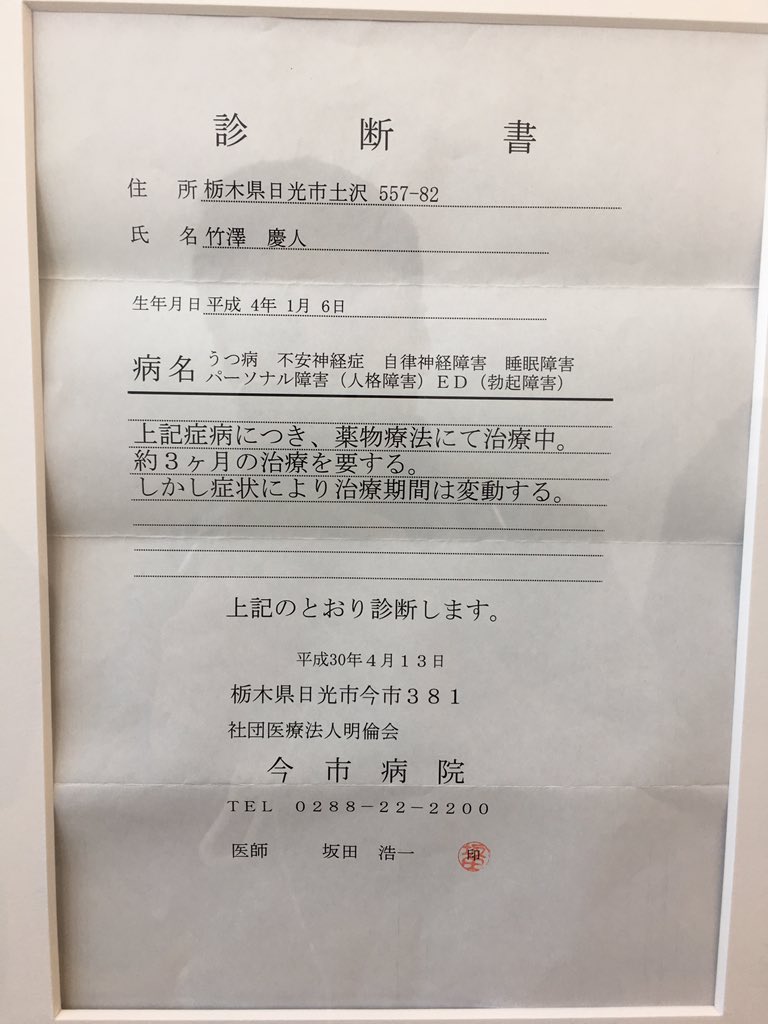 診断書
住所 栃木県日光市土沢 557-82
氏名 竹澤 慶人
生年月日 平成 4年 1月 6日
病名 うつ病 不安神経症 自律神経障害 睡眠障害
パーソナル障害（人格障害）ＥＤ（勃起障害）
上記症病につき、薬物療法にて治療中。
約３ヶ月の治療を要する。
しかし症状により治療期間は変動する。
上記のとおり診断します。
平成30年４月１３日
栃木県日光市今市３８１
社団医療法人明倫会
今市病院
ＴＥＬ ０２８８－２２－２２００
医師 坂田 浩一 印